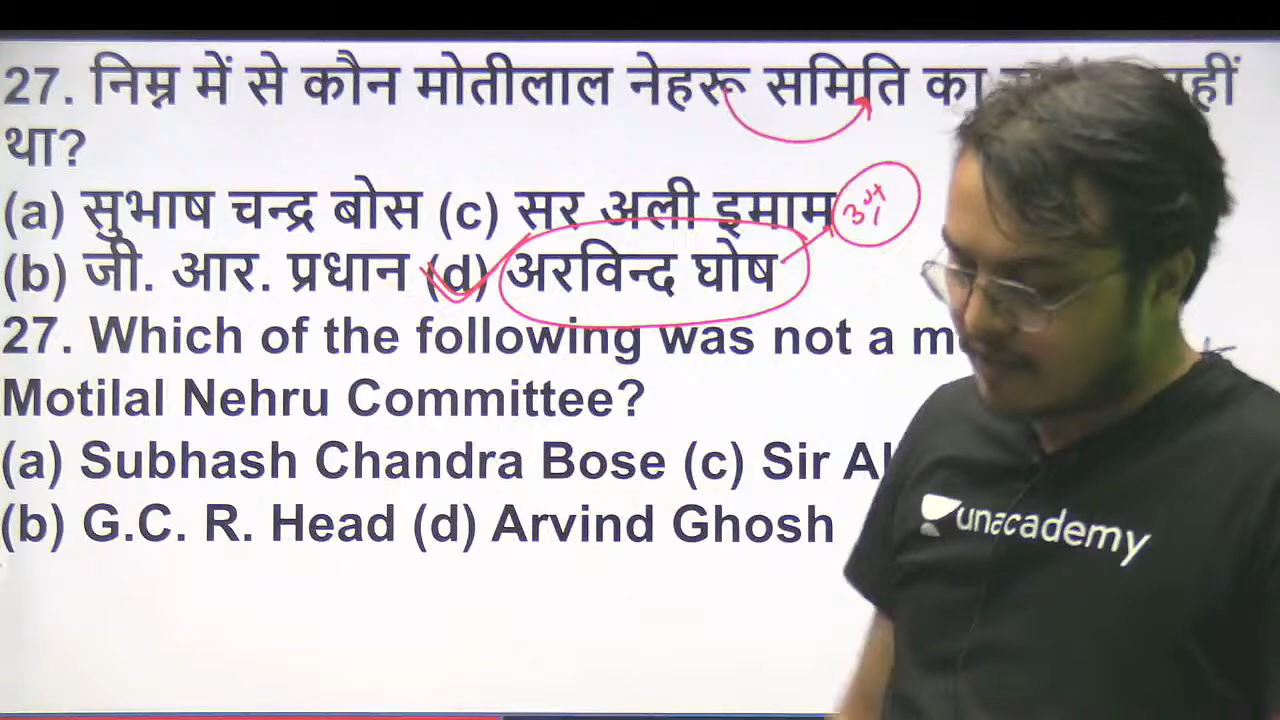 27. निम्न में से कौन मोतीलाल नेहरू समिति का
था?
(a) सुभाष चन्द्र बोस (c) सर अली इमाम
(b) जी. आर. प्रधान (d) अरविन्द घोष
27. Which of the following was not a
Motilal Nehru Committee?
(a) Subhash Chandra Bose (c) Sir
(b) G.C. R. Head (d) Arvind Ghosh
unacademy